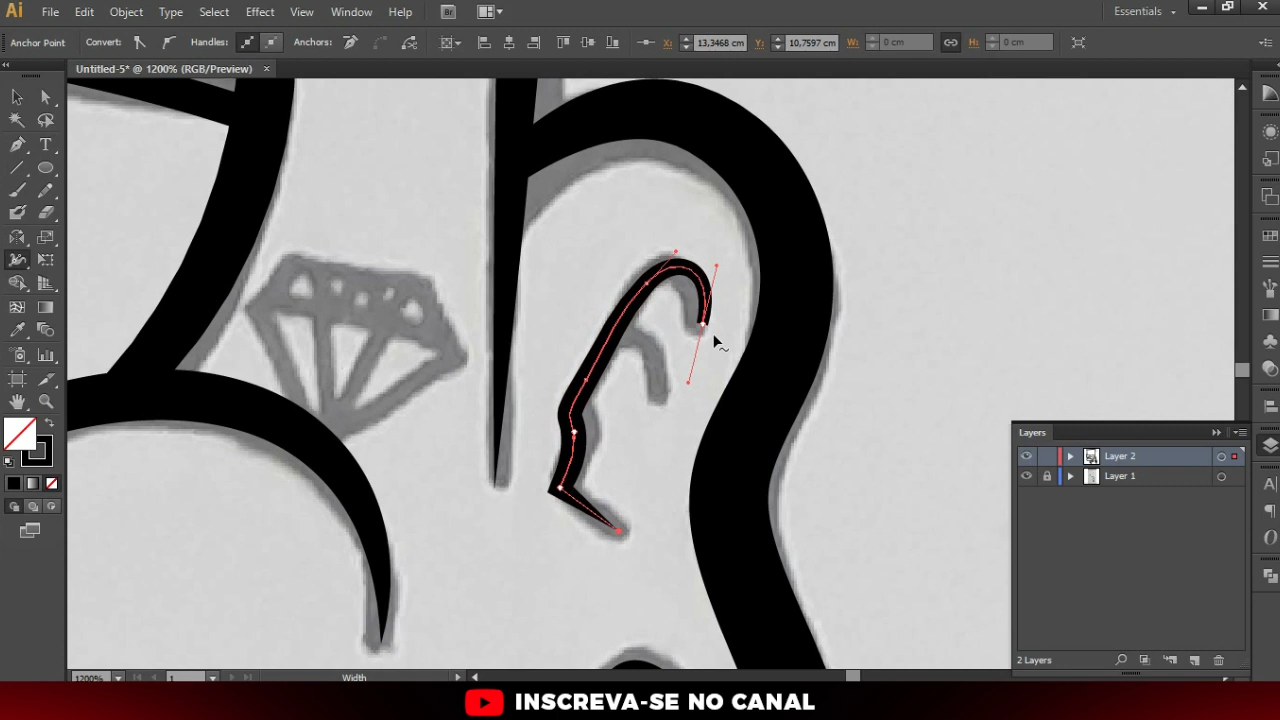 Ai File Edit Object Type Select Effect View Window Help Br Essentials
Anchor Point Convert: Handles: Anchors: X: 13,3468 cm Y: 10,7597 cm W: 0 cm H: 0 cm
Untitled-5* @ 1200% (RGB/Preview) ×
Layers
Layer 2
Layer 1
2 Layers
1200% 1 Width
INSCREVA-SE NO CANAL